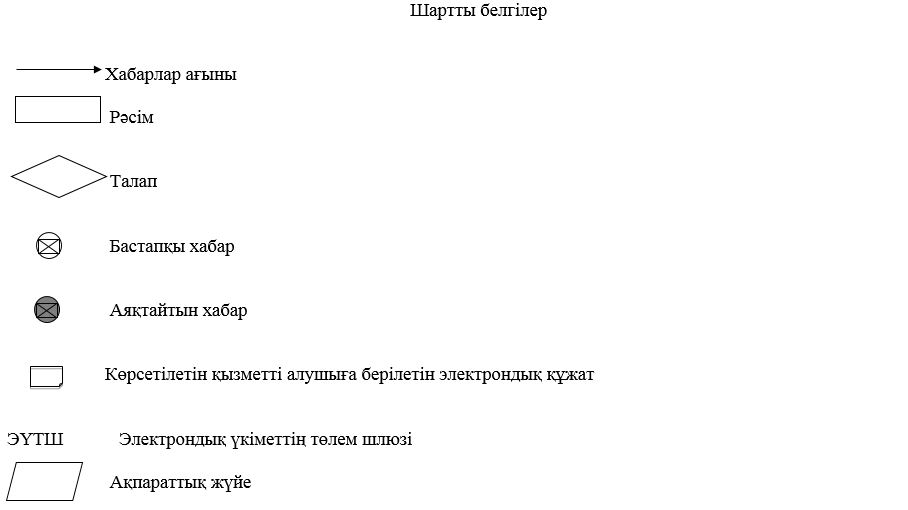 Шартты белгілер
Хабарлар ағыны
Рәсім
Талап
Бастапқы хабар
Аяқтайтын хабар
Көрсетілетін қызметті алушыға берілетін электрондық құжат
ЭҮТШ Электрондық үкіметтің төлем шлюзі
Ақпараттық жүйе